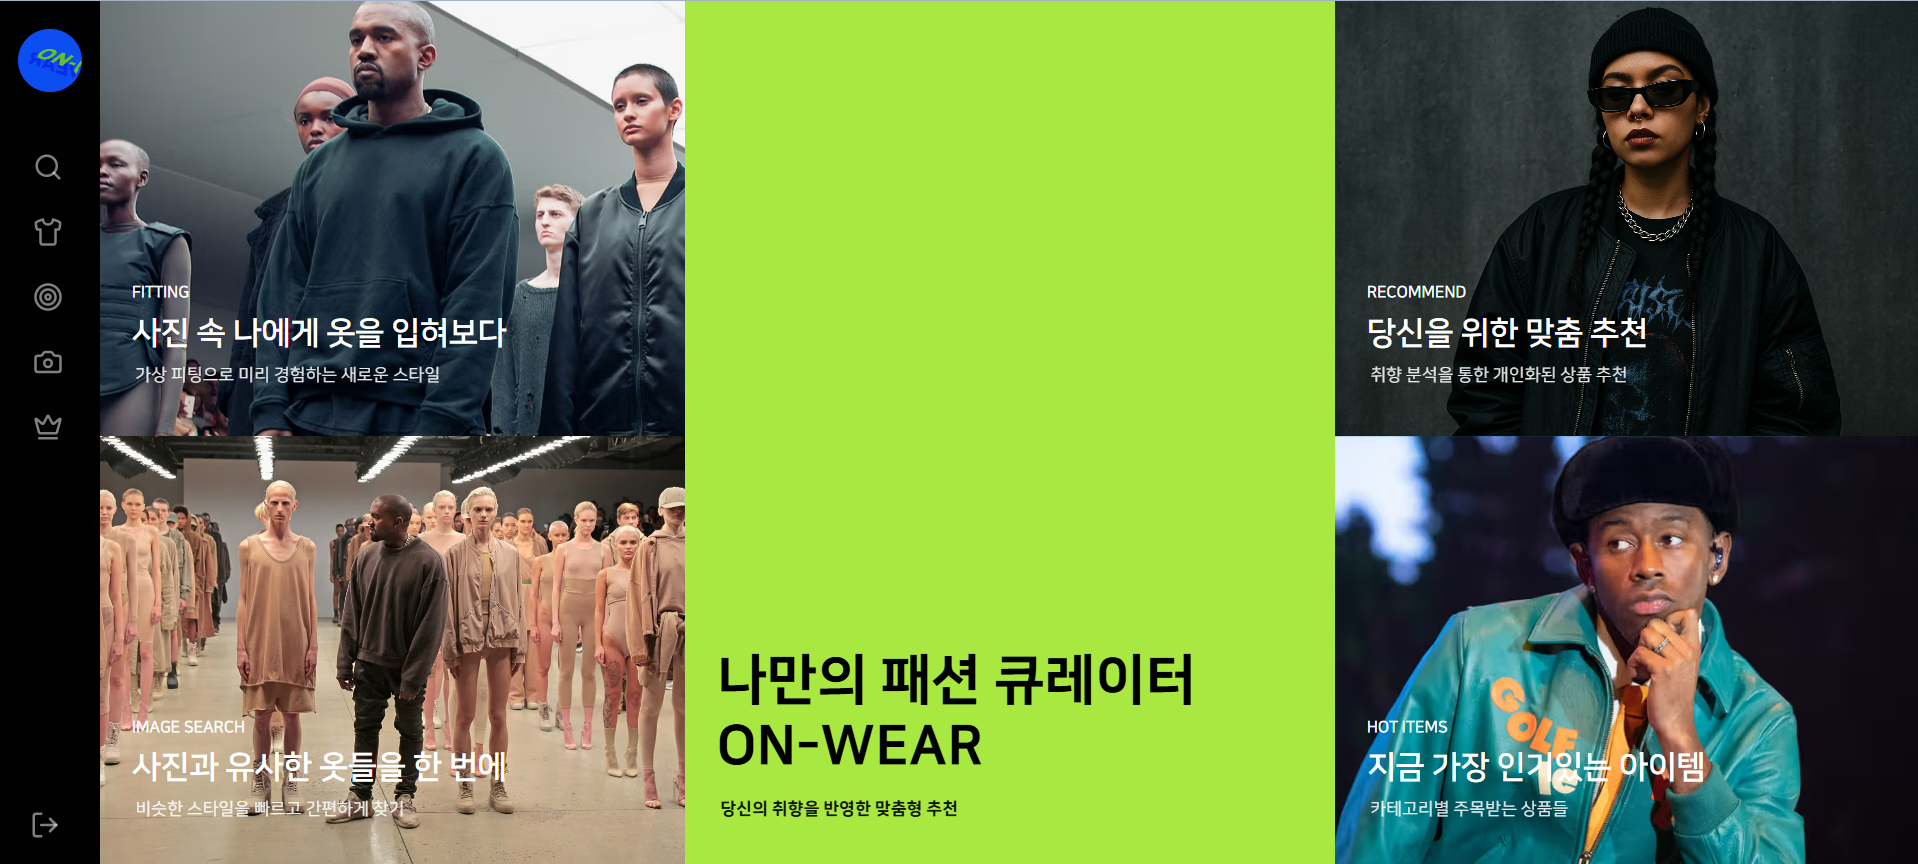 ON-
FITTING
사진 속 나에게 옷을 입혀보다
가상 피팅으로 미리 경험하는 새로운 스타일
IMAGE SEARCH
사진과 유사한 옷들을 한 번에
비슷한 스타일을 빠르고 간편하게 찾기
나만의 패션 큐레이터
ON-WEAR
당신의 취향을 반영한 맞춤형 추천
RECOMMEND
당신을 위한 맞춤 추천
취향 분석을 통한 개인화된 상품 추천
GOLF
le
HOT ITEMS
지금 가장 인기있는 아이템
카테고리별 주목받는 상품들